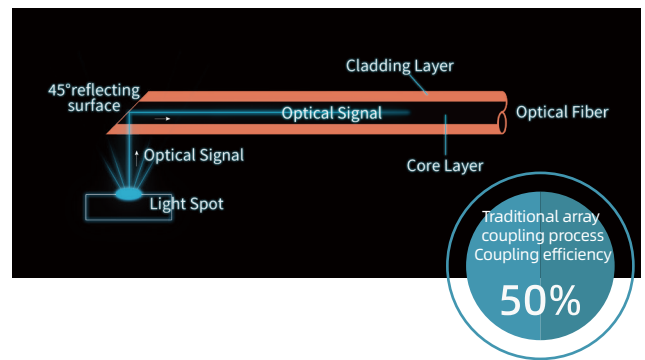 Cladding Layer
45°reflecting
surface
Optical Signal
Optical Fiber
Optical Signal
Core Layer
Light Spot
Traditional array
coupling process
Coupling efficiency
50%